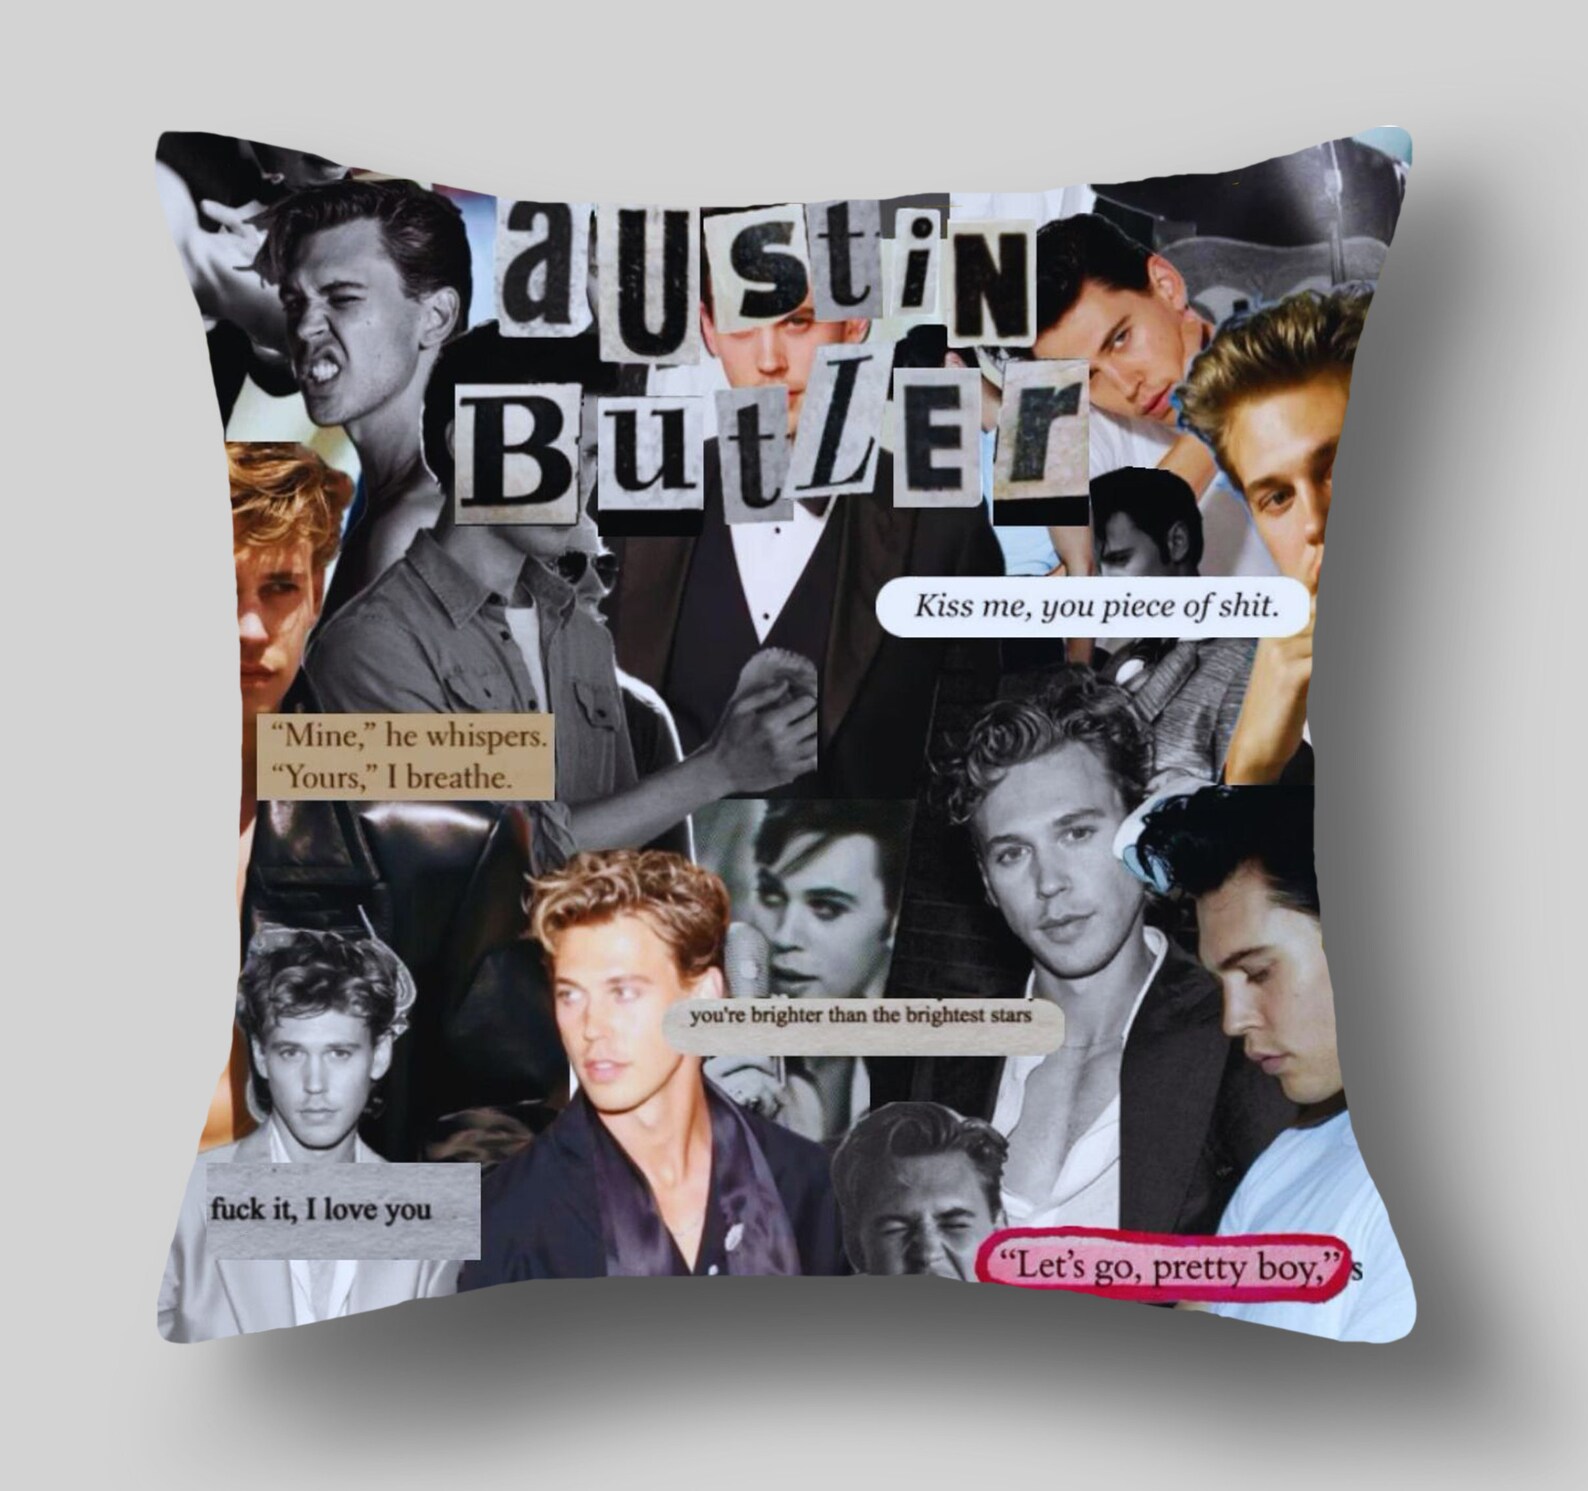 aUStiN
ButLEr
Kiss me, you piece of shit.
“Mine,” he whispers.
“Yours,” I breathe.
you're brighter than the brightest stars
fuck it, I love you
“Let’s go, pretty boy,” s